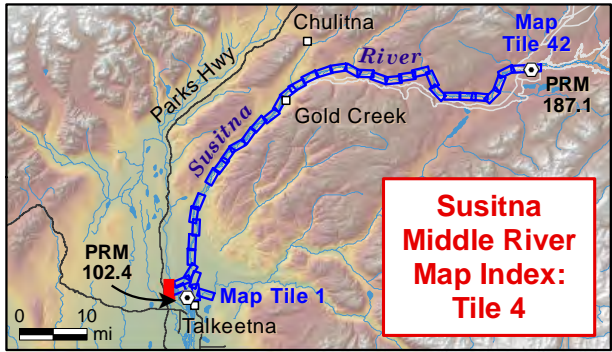 Chulitna
Map
Tile 42
River
Parks Hwy
PRM
187.1
Gold Creek
Susitna
Susitna
Middle River
Map Index:
Tile 4
PRM
102.4
Map Tile 1
0 10
mi
Talkeetna